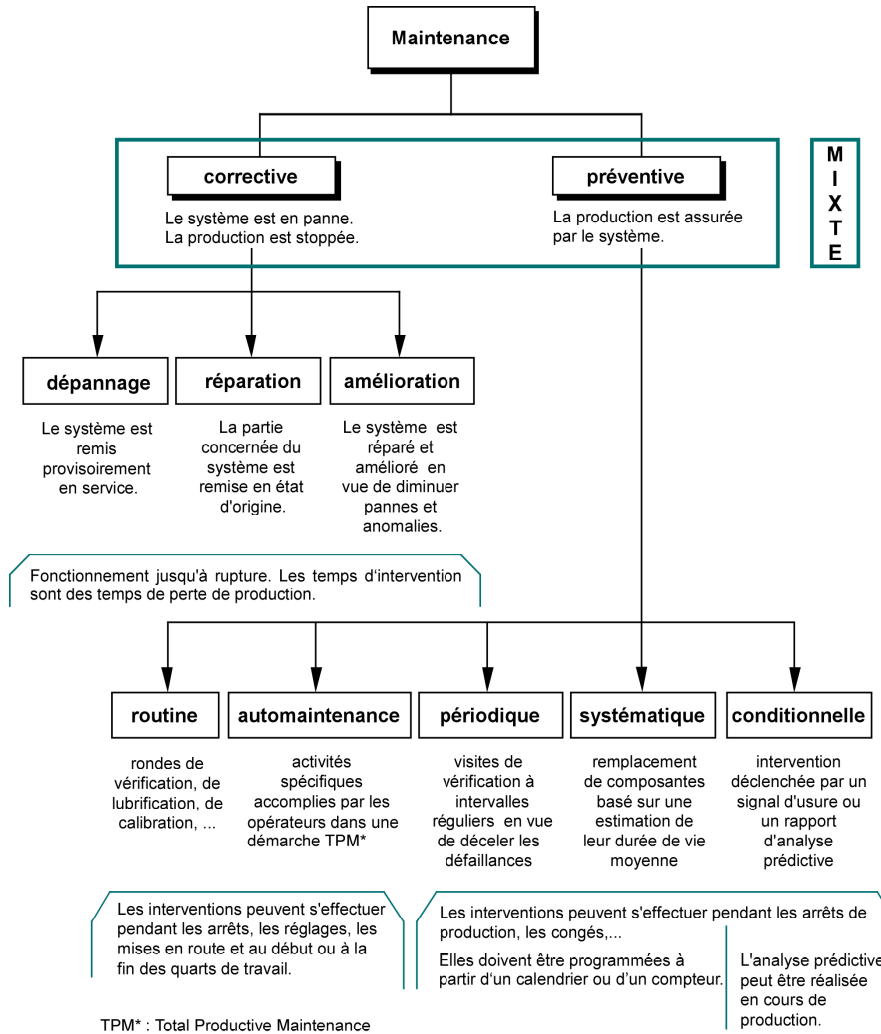 Maintenance
corrective
Le système est en panne.
La production est stoppée.
préventive
La production est assurée
par le système.
M
I
X
T
E
dépannage
Le système est
remis
provisoirement
en service.
réparation
La partie
concernée du
système est
remise en état
d'origine.
amélioration
Le système est
réparé et
amélioré en
vue de diminuer
pannes et
anomalies.
Fonctionnement jusqu'à rupture. Les temps d'intervention
sont des temps de perte de production.
routine
rondes de
vérification, de
lubrification, de
calibration, ...
automaintenance
activités
spécifiques
accomplies par les
opérateurs dans une
démarche TPM*
périodique
visites de
vérification à
intervalles
réguliers en vue
de déceler les
défaillances
systématique
remplacement
de composantes
basé sur une
estimation de
leur durée de vie
moyenne
conditionnelle
intervention
déclenchée par un
signal d'usure ou
un rapport
d'analyse
prédictive
Les interventions peuvent s'effectuer
pendant les arrêts, les réglages, les
mises en route et au début ou à la
fin des quarts de travail.
Les interventions peuvent s'effectuer pendant les arrêts de
production, les congés,...
Elles doivent être programmées à
partir d'un calendrier ou d'un compteur.
L'analyse prédictive
peut être réalisée
en cours de
production.
TPM* : Total Productive Maintenance